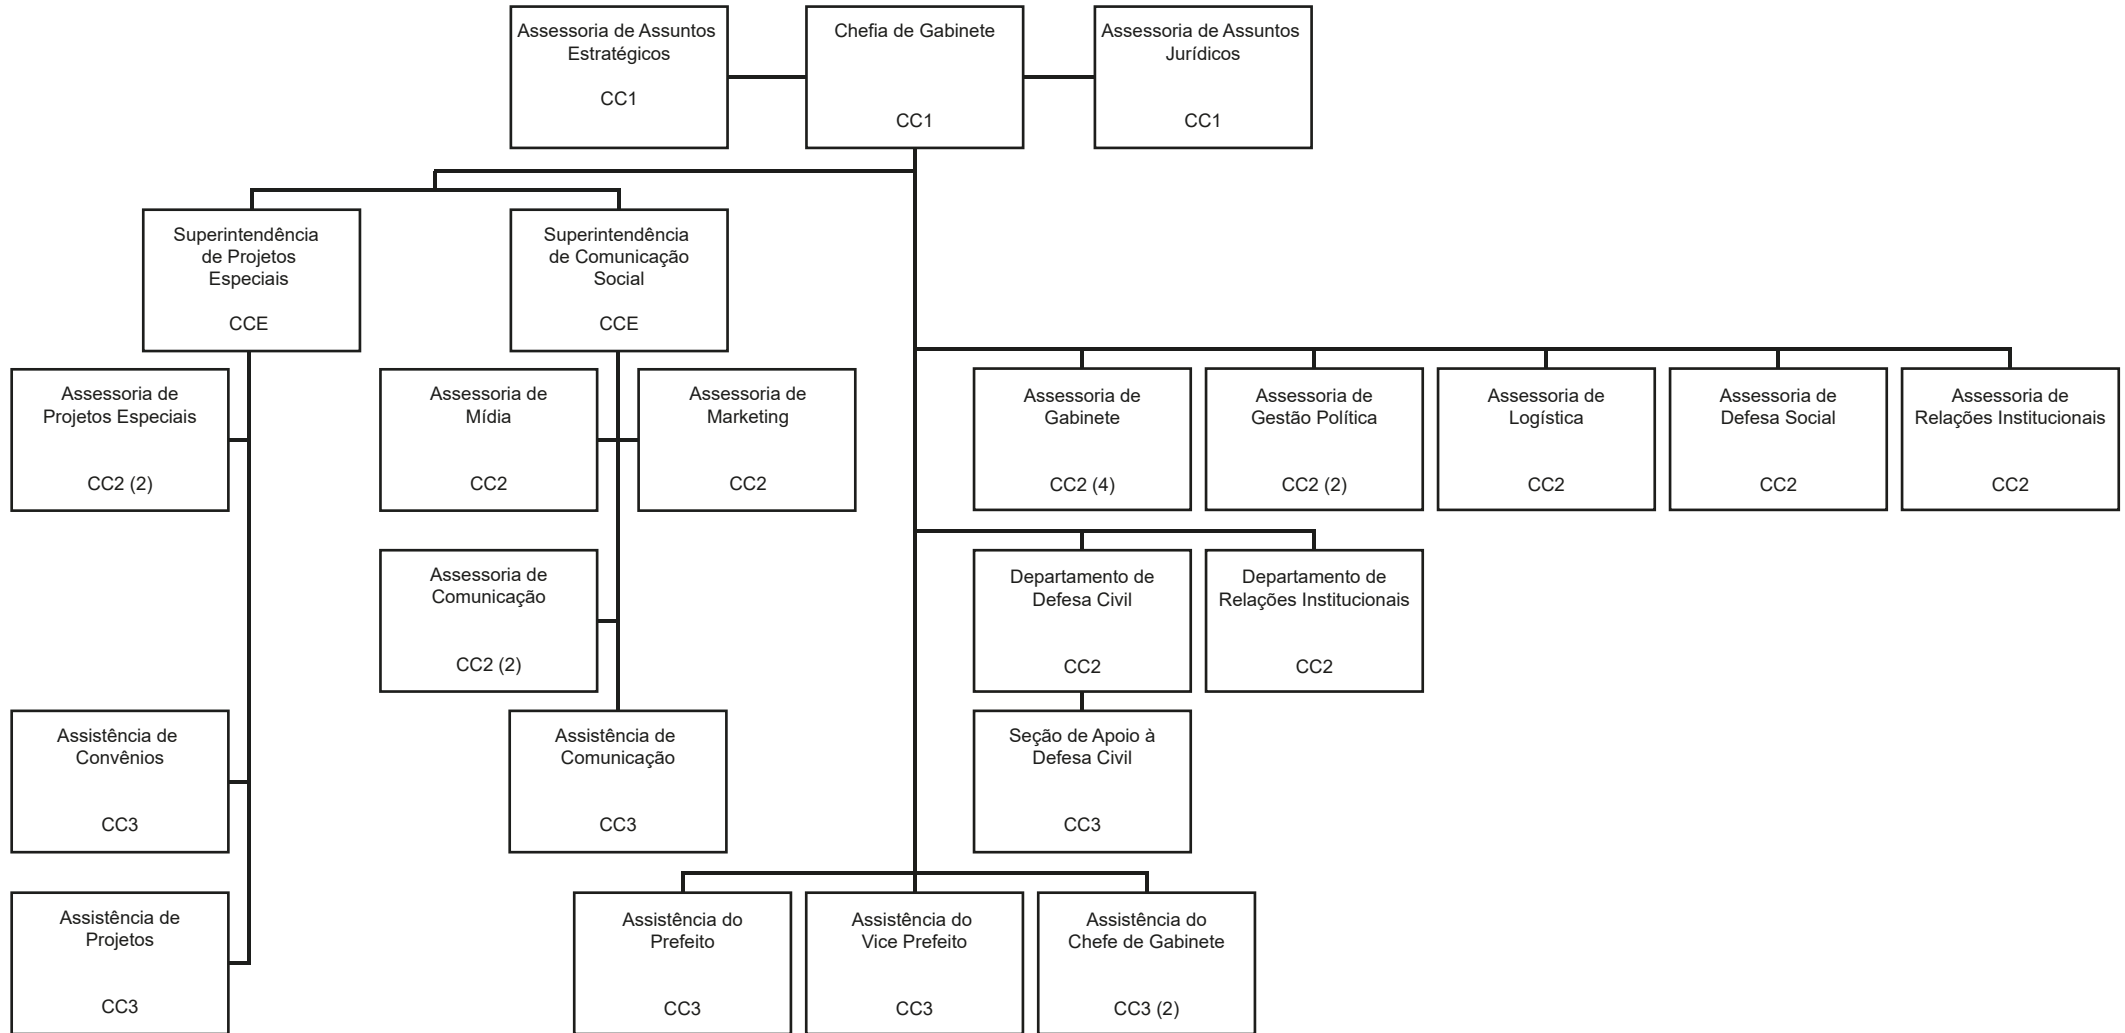 Assessoria de Assuntos
Estratégicos
CC1
Chefia de Gabinete
CC1
Assessoria de Assuntos
Jurídicos
CC1
Superintendência
de Projetos
Especiais
CCE
Superintendência
de Comunicação
Social
CCE
Assessoria de
Projetos Especiais
CC2 (2)
Assessoria de
Mídia
CC2
Assessoria de
Marketing
CC2
Assessoria de
Gabinete
CC2 (4)
Assessoria de
Gestão Política
CC2 (2)
Assessoria de
Logística
CC2
Assessoria de
Defesa Social
CC2
Assessoria de
Relações Institucionais
CC2
Assessoria de
Comunicação
CC2 (2)
Departamento de
Defesa Civil
CC2
Departamento de
Relações Institucionais
CC2
Assistência de
Convênios
CC3
Assistência de
Comunicação
CC3
Seção de Apoio à
Defesa Civil
CC3
Assistência de
Projetos
CC3
Assistência do
Prefeito
CC3
Assistência do
Vice Prefeito
CC3
Assistência do
Chefe de Gabinete
CC3 (2)